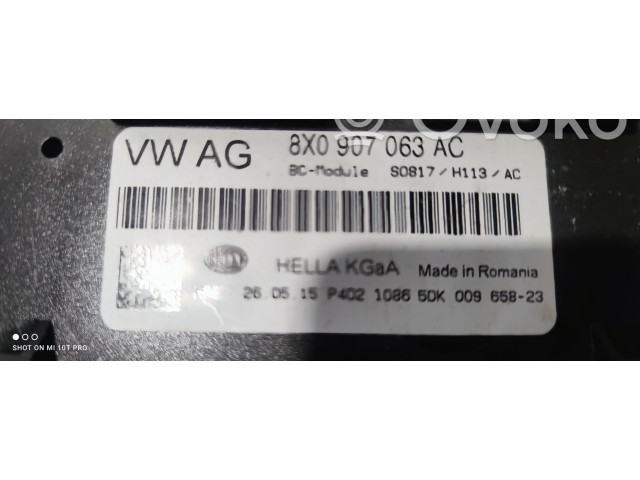 © Ovoko
VW AG 8X0 907 063 AC
BC-Module S0817/H113/AC
HELLA KGaA Made in Romania
26.05.15 P402 1086 5DK 009 658-23
SHOT ON MI 10T PRO